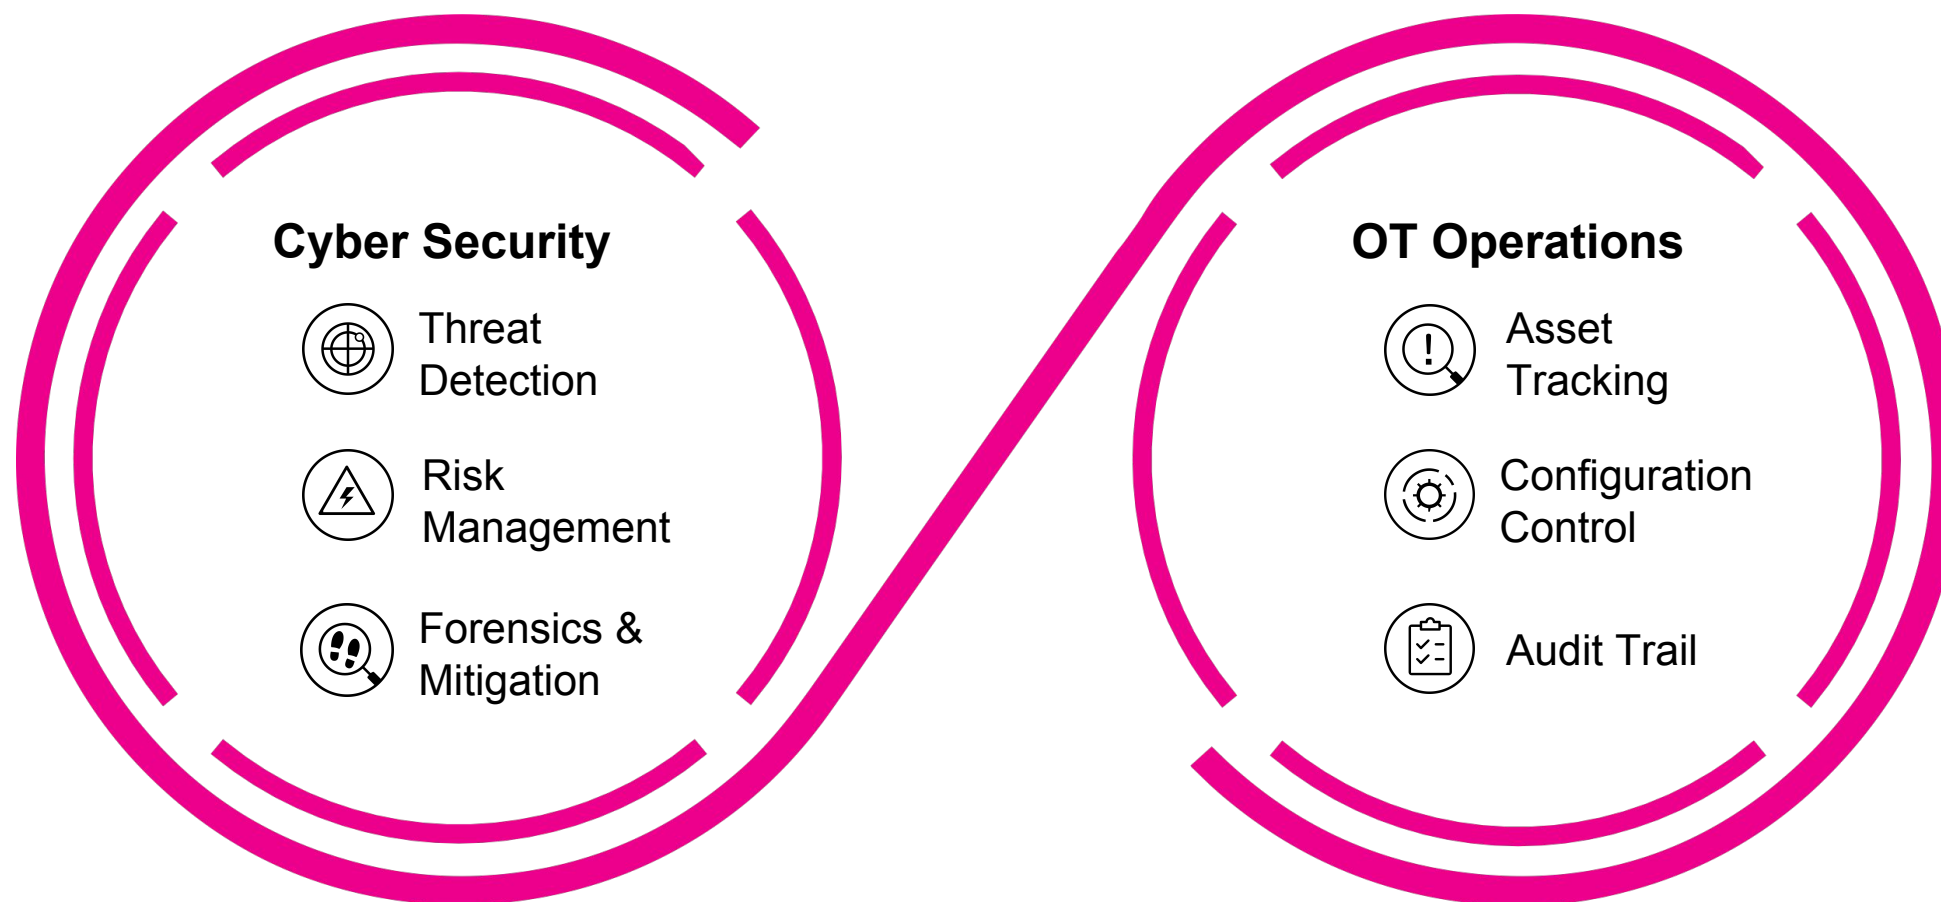 Cyber Security
Threat
Detection
Risk
Management
Forensics &
Mitigation
OT Operations
Asset
Tracking
Configuration
Control
Audit Trail